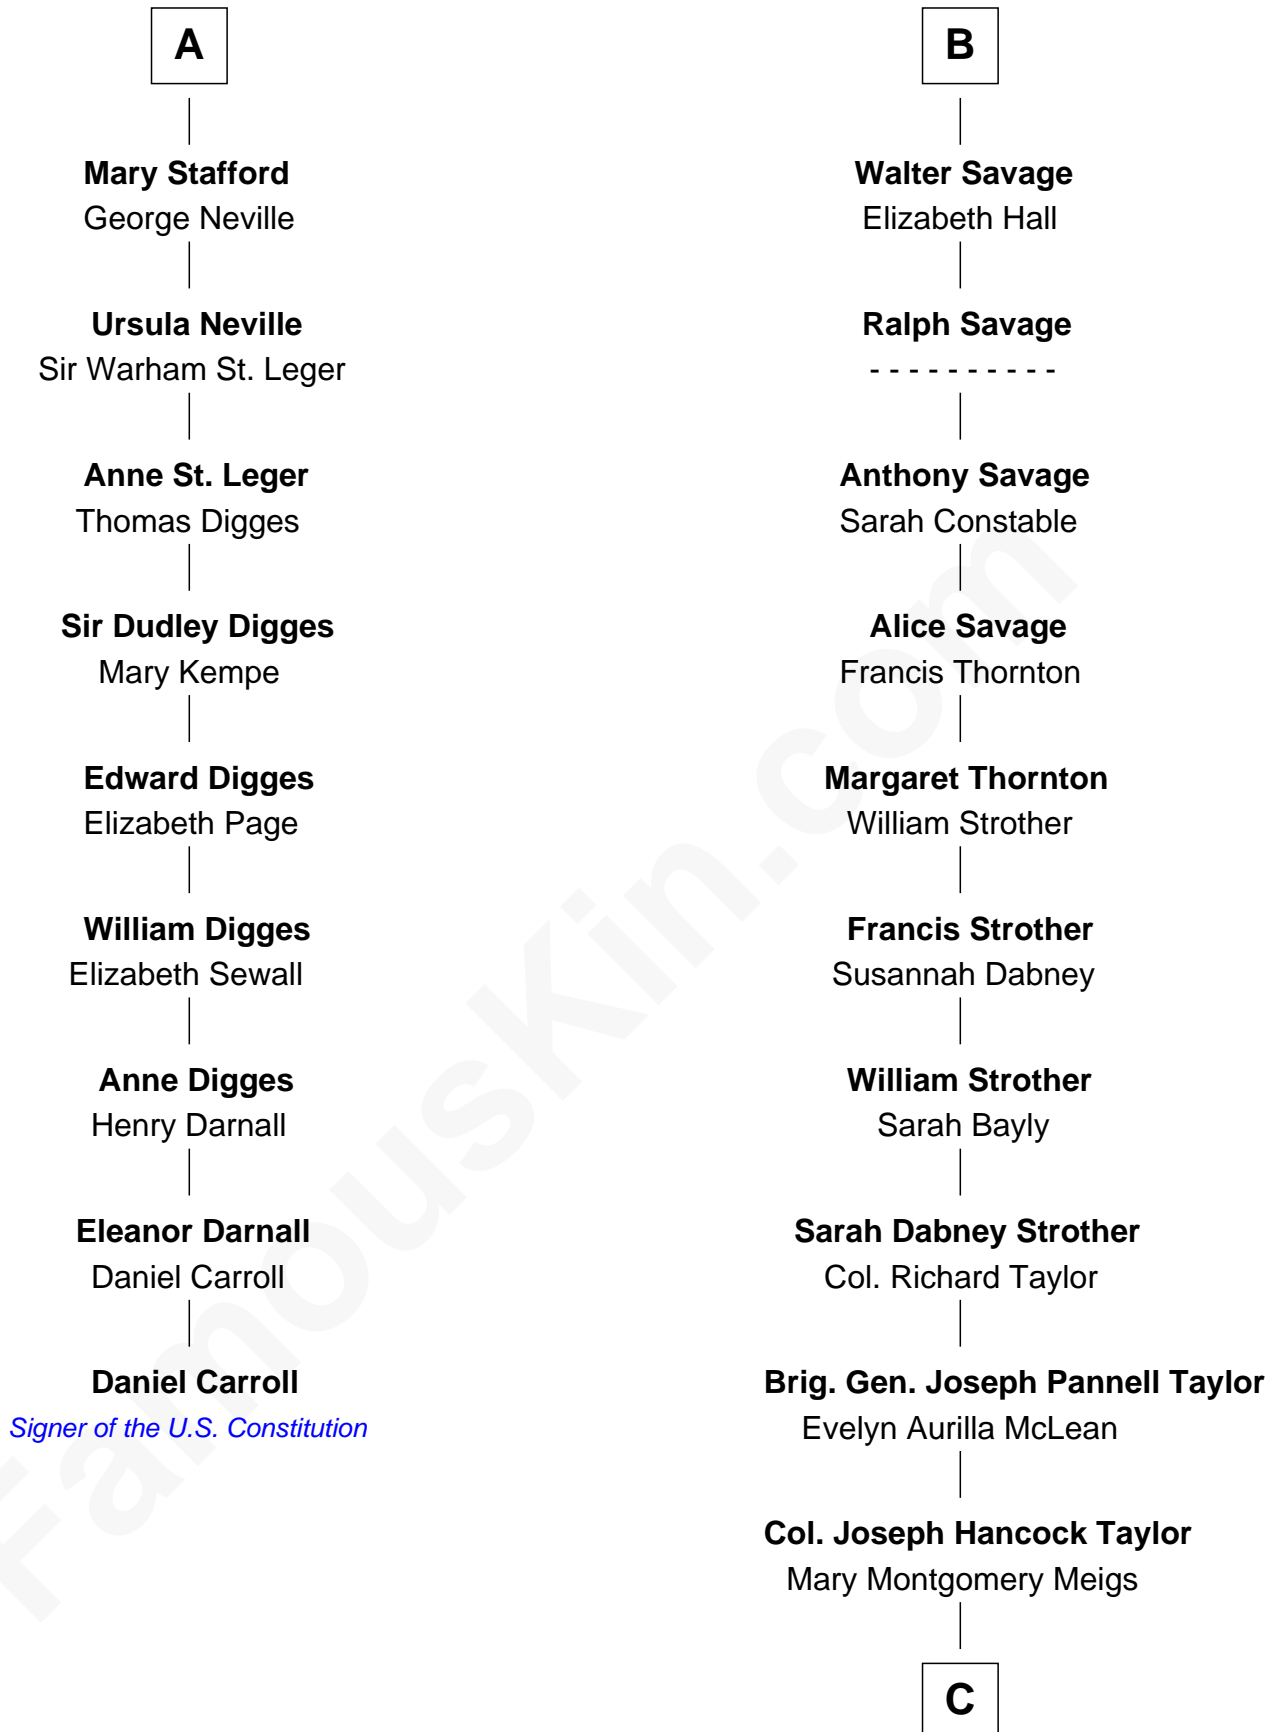 A
Mary Stafford
George Neville
Ursula Neville
Sir Warham St. Leger
Anne St. Leger
Thomas Digges
Sir Dudley Digges
Mary Kempe
Edward Digges
Elizabeth Page
William Digges
Elizabeth Sewall
Anne Digges
Henry Darnall
Eleanor Darnall
Daniel Carroll
Daniel Carroll
Signer of the U.S. Constitution
B
Walter Savage
Elizabeth Hall
Ralph Savage
- - - - - - - - - -
Anthony Savage
Sarah Constable
Alice Savage
Francis Thornton
Margaret Thornton
William Strother
Francis Strother
Susannah Dabney
William Strother
Sarah Bayly
Sarah Dabney Strother
Col. Richard Taylor
Brig. Gen. Joseph Pannell Taylor
Evelyn Aurilla McLean
Col. Joseph Hancock Taylor
Mary Montgomery Meigs
C
FamousKin.com